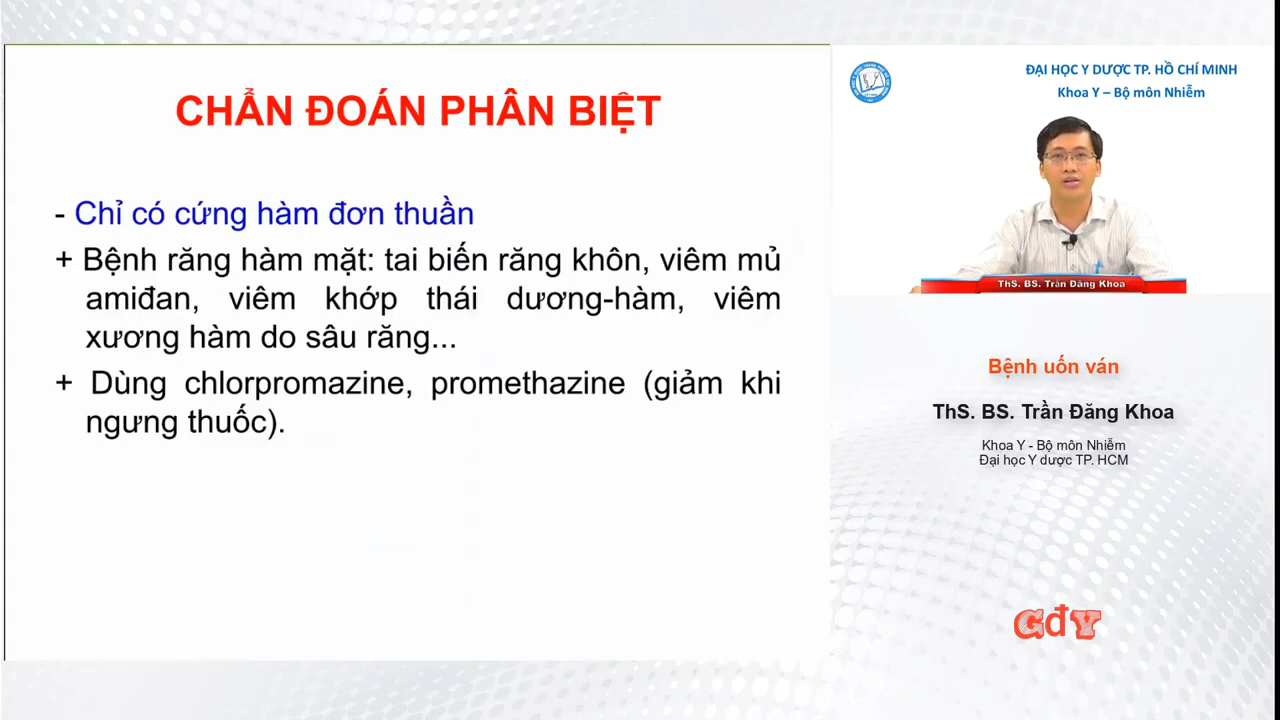 CHẨN ĐOÁN PHÂN BIỆT
- Chỉ có cứng hàm đơn thuần
+ Bệnh răng hàm mặt: tai biến răng khôn, viêm mủ
amiđan, viêm khớp thái dương-hàm, viêm
xương hàm do sâu răng...
+ Dùng chlorpromazine, promethazine (giảm khi
ngưng thuốc).
ĐẠI HỌC Y DƯỢC TP. HỒ CHÍ MINH
Khoa Y – Bộ môn Nhiễm
ThS. BS. Trần Đăng Khoa
Bệnh uốn ván
ThS. BS. Trần Đăng Khoa
Khoa Y - Bộ môn Nhiễm
Đại học Y dược TP. HCM
GđY